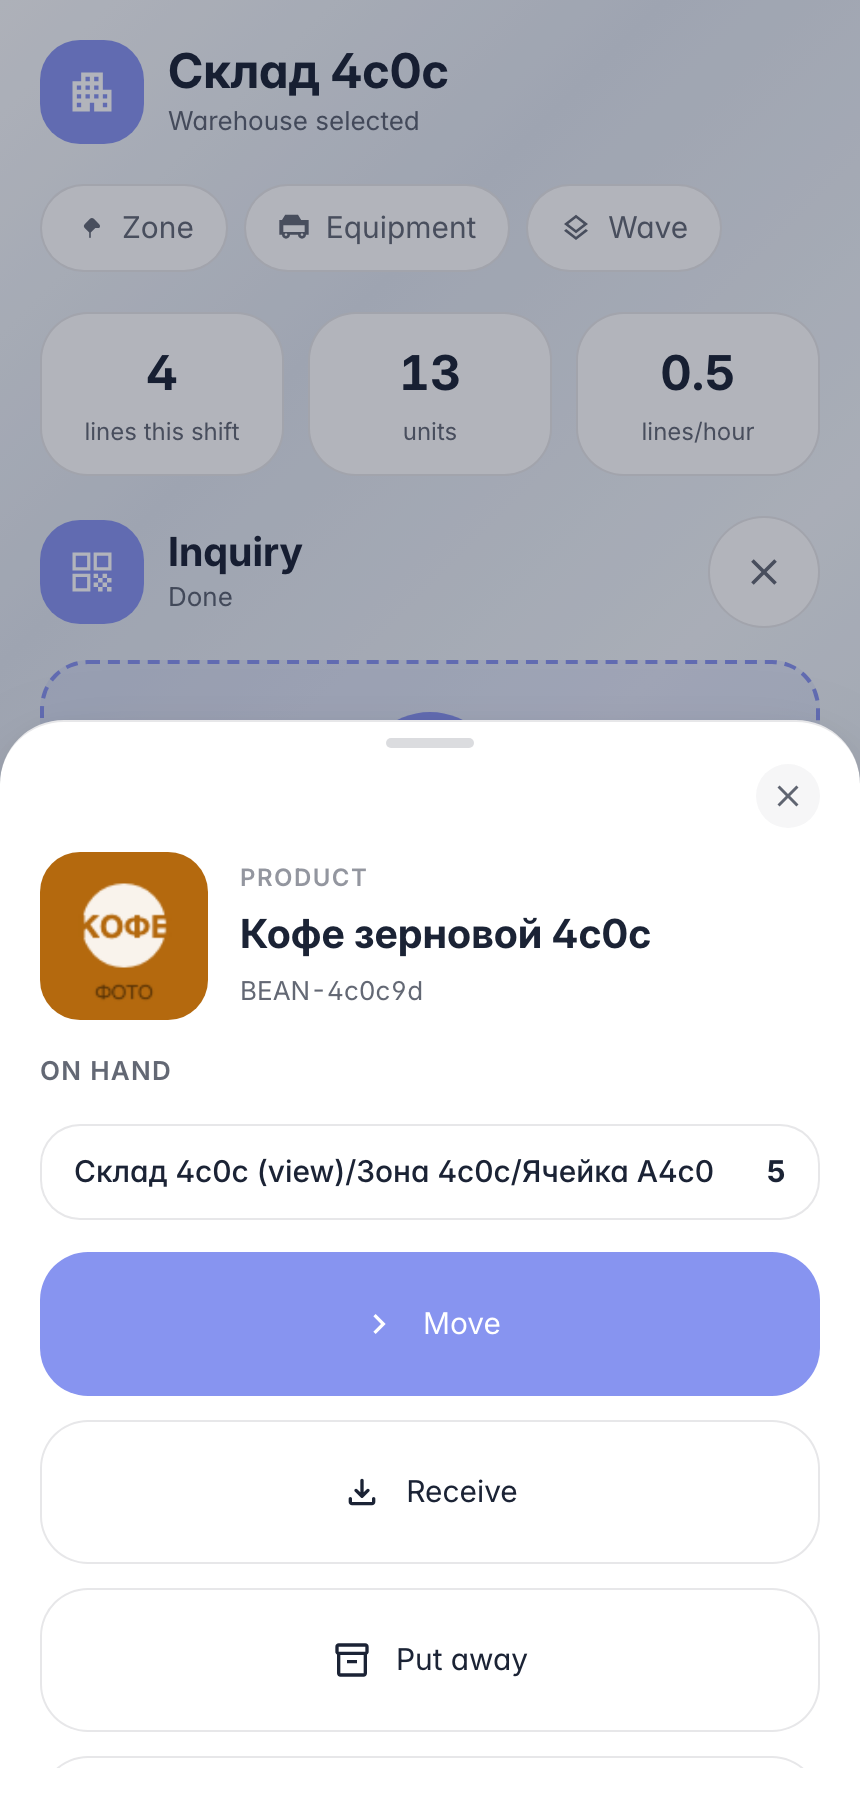 Склад 4c0c
Warehouse selected
Zone
Equipment
Wave
4
lines this shift
13
units
0.5
lines/hour
Inquiry
Done
PRODUCT
КОФЕ
Кофе зерновой 4c0c
ФОТО
BEAN-4c0c9d
ON HAND
Склад 4c0c (view)/Зона 4c0c/Ячейка A4c0
5
Move
Receive
Put away